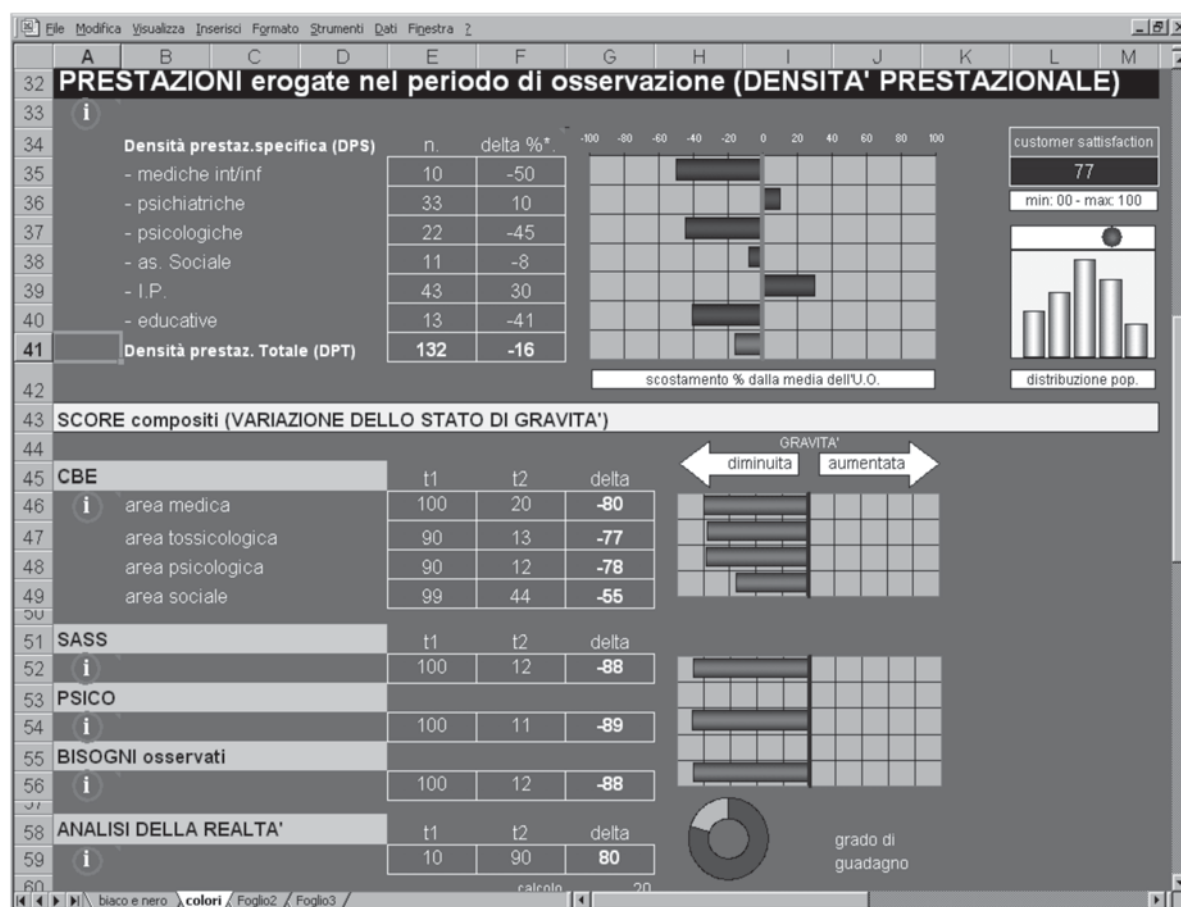 File Modifica Visualizza Inserisci Formato Strumenti Dati Finestra ?
A B C D E F G H I J K L M
32 PRESTAZIONI erogate nel periodo di osservazione (DENSITA' PRESTAZIONALE)
33 i
34 Densità prestaz.specifica (DPS) n. delta %*. -100 -80 -60 -40 -20 0 20 40 60 80 100 customer sattisfaction
35 - mediche int/inf 10 -50 77
36 - psichiatriche 33 10 min: 00 - max: 100
37 - psicologiche 22 -45
38 - as. Sociale 11 -8
39 - I.P. 43 30
40 - educative 13 -41
41 Densità prestaz. Totale (DPT) 132 -16
42 scostamento % dalla media dell'U.O. distribuzione pop.
43 SCORE compositi (VARIAZIONE DELLO STATO DI GRAVITA')
44 GRAVITA'
diminuita aumentata
45 CBE t1 t2 delta
46 i area medica 100 20 -80
47 area tossicologica 90 13 -77
48 area psicologica 90 12 -78
49 area sociale 99 44 -55
50
51 SASS t1 t2 delta
52 i 100 12 -88
53 PSICO
54 i 100 11 -89
55 BISOGNI osservati
56 i 100 12 -88
57
58 ANALISI DELLA REALTA' t1 t2 delta
59 i 10 90 80
grado di
guadagno
60 calcolo 20
biaco e nero colori Foglio2 Foglio3